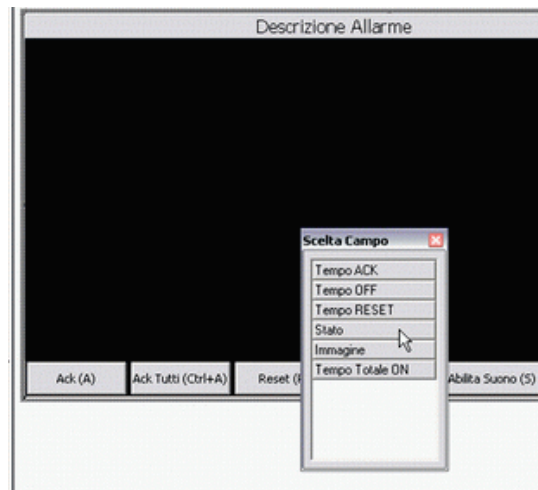 Descrizione Allarme
Scelta Campo
Tempo ACK
Tempo OFF
Tempo RESET
Stato
Immagine
Tempo Totale ON
Ack (A)
Ack Tutti (Ctrl+A)
Reset (
Abilita Suono (S)